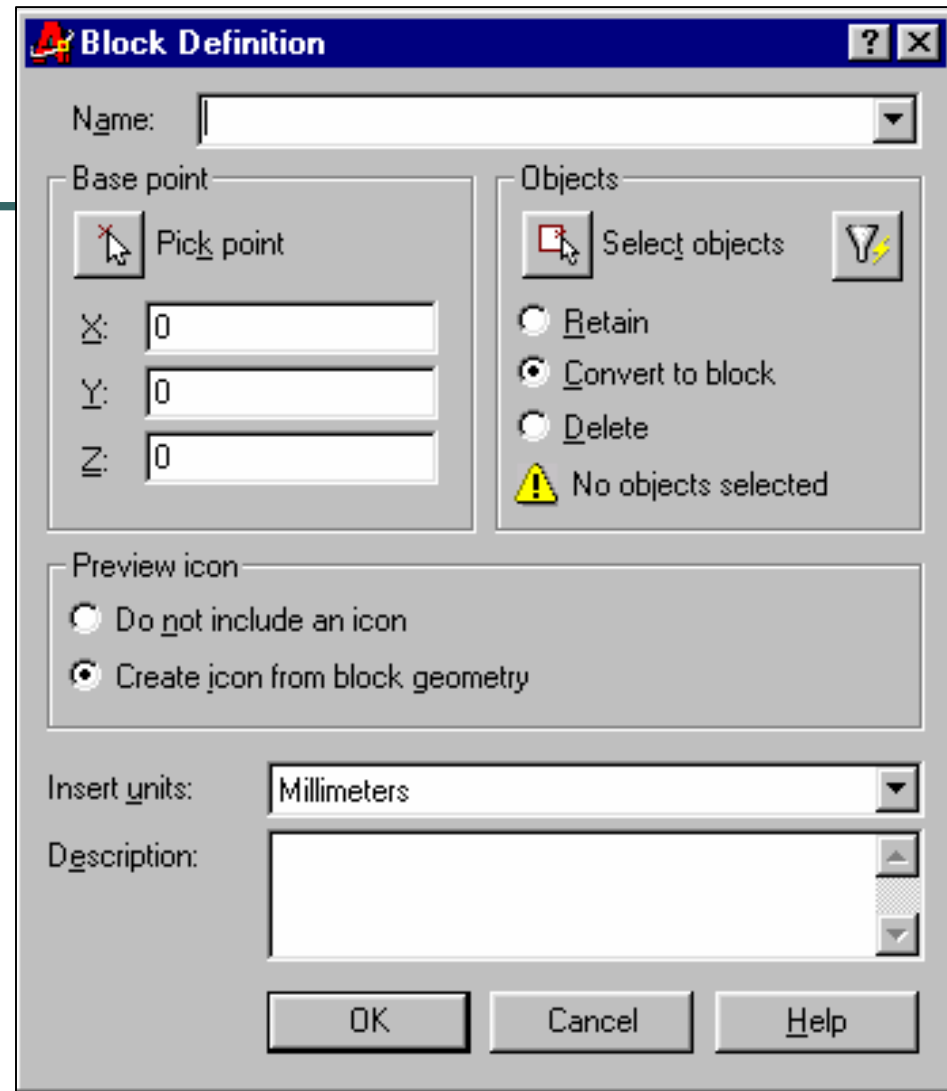 Block Definition
Name:
Base point
Pick point
X: 0
Y: 0
Z: 0
Objects
Select objects
Retain
Convert to block
Delete
No objects selected
Preview icon
Do not include an icon
Create icon from block geometry
Insert units: Millimeters
Description:
OK Cancel Help